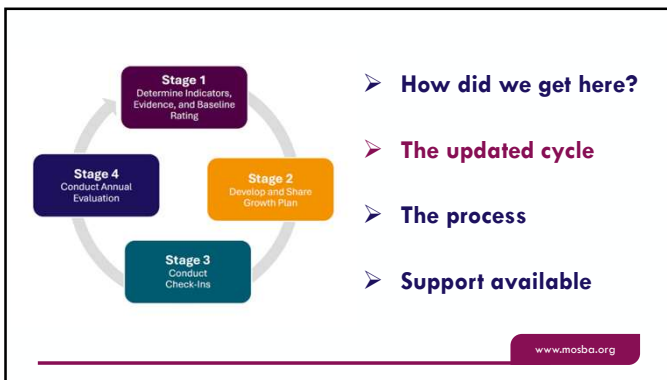 Stage 1
Determine Indicators,
Evidence, and Baseline
Rating
Stage 2
Develop and Share
Growth Plan
Stage 3
Conduct
Check-Ins
Stage 4
Conduct Annual
Evaluation
➢ How did we get here?
➢ The updated cycle
➢ The process
➢ Support available
www.mosba.org